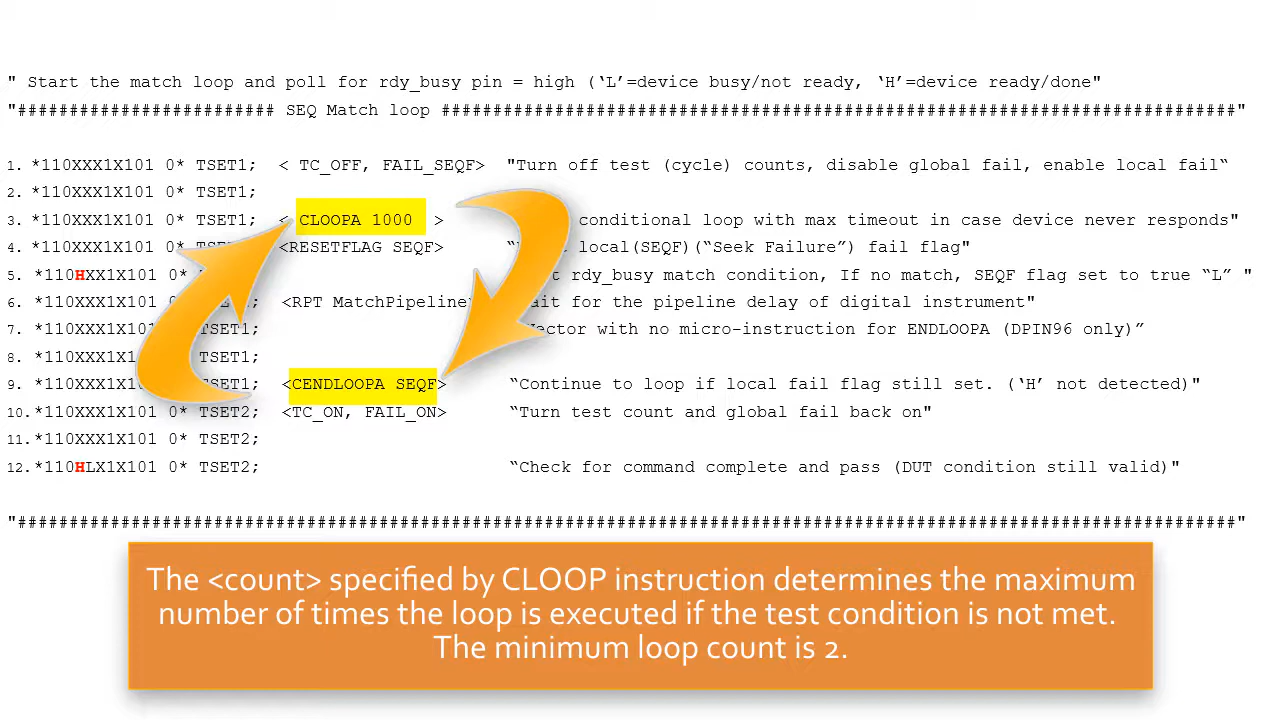 " Start the match loop and poll for rdy_busy pin = high (‘L’=device busy/not ready, ‘H’=device ready/done"
"######################### SEQ Match loop #############################################################################"
1. *110XXX1X101 0* TSET1; < TC_OFF, FAIL_SEQF> "Turn off test (cycle) counts, disable global fail, enable local fail“
2. *110XXX1X101 0* TSET1;
3. *110XXX1X101 0* TSET1; < CLOOPA 1000 > conditional loop with max timeout in case device never responds"
4. *110XXX1X101 0* TSET1; <RESETFLAG SEQF> local(SEQF)(“Seek Failure”) fail flag"
5. *110HXX1X101 0* rdy_busy match condition, If no match, SEQF flag set to true “L” "
6. *110XXX1X101 0* <RPT MatchPipeline for the pipeline delay of digital instrument"
7. *110XXX1X TSET1; Vector with no micro-instruction for ENDLOOPA (DPIN96 only)”
8. *110XXX1X TSET1;
9. *110XXX1X TSET1; <CENDLOOPA SEQF> “Continue to loop if local fail flag still set. (‘H’ not detected)"
10. *110XXX1X101 0* TSET2; <TC_ON, FAIL_ON> “Turn test count and global fail back on"
11. *110XXX1X101 0* TSET2;
12. *110HLX1X101 0* TSET2; “Check for command complete and pass (DUT condition still valid)"
"######################################################################################################################"
The <count> specified by CLOOP instruction determines the maximum
number of times the loop is executed if the test condition is not met.
The minimum loop count is 2.